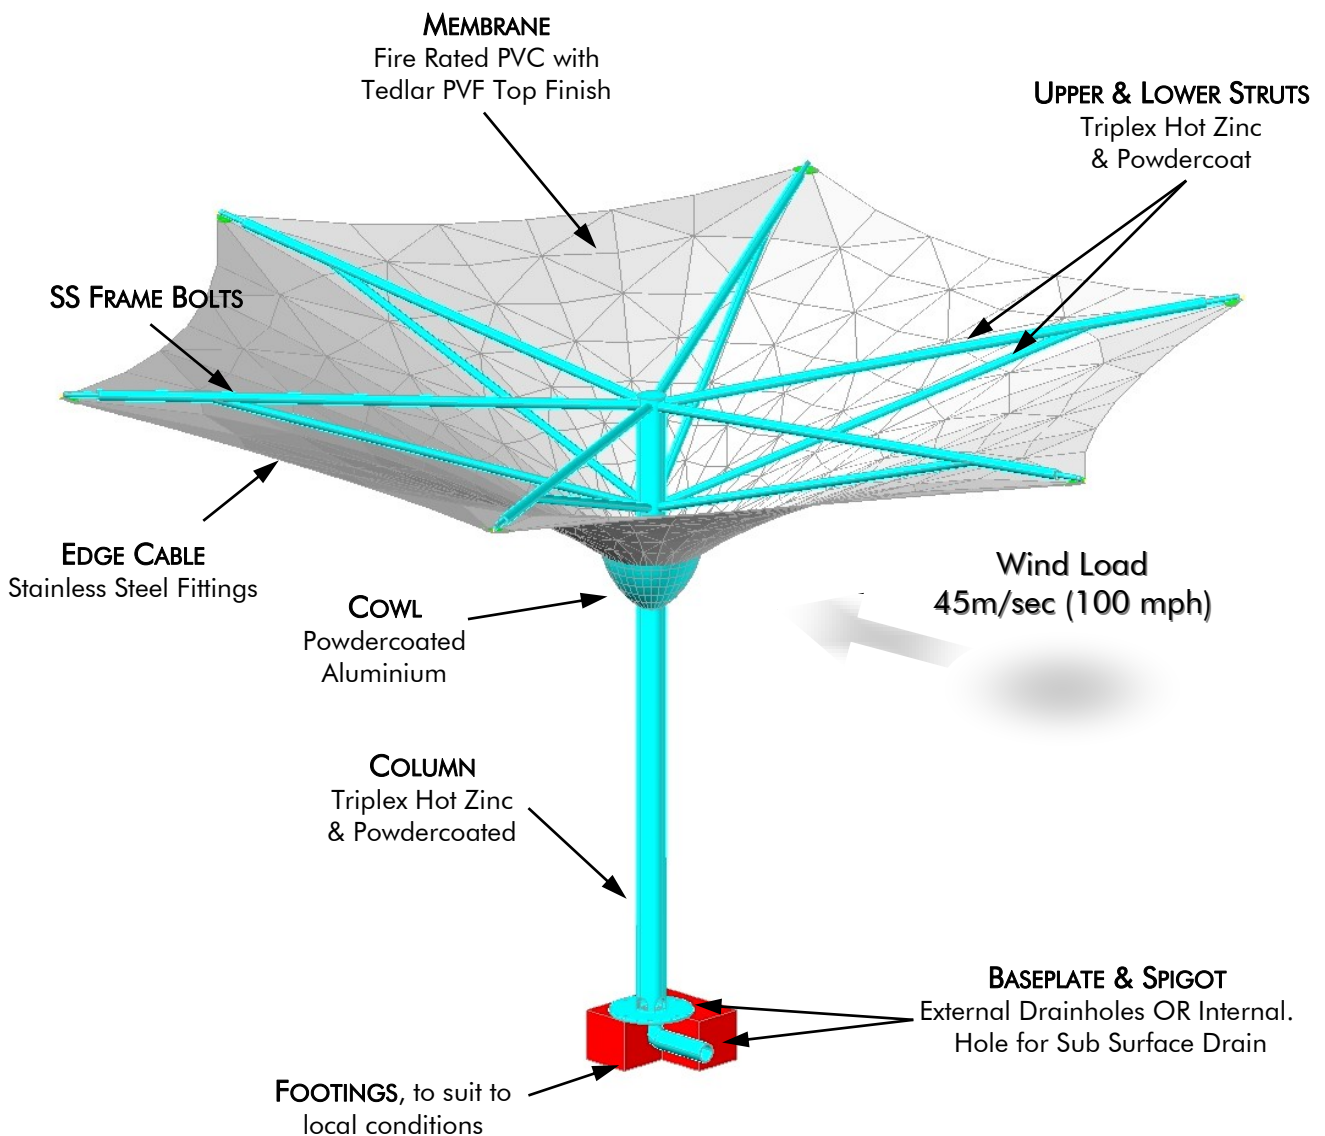 MEMBRANE
Fire Rated PVC with
Tedlar PVF Top Finish
UPPER & LOWER STRUTS
Triplex Hot Zinc
& Powdercoat
SS FRAME BOLTS
EDGE CABLE
Stainless Steel Fittings
COWL
Powdercoated
Aluminium
Wind Load
45m/sec (100 mph)
COLUMN
Triplex Hot Zinc
& Powdercoated
BASEPLATE & SPIGOT
External Drainholes OR Internal.
Hole for Sub Surface Drain
FOOTINGS, to suit to
local conditions